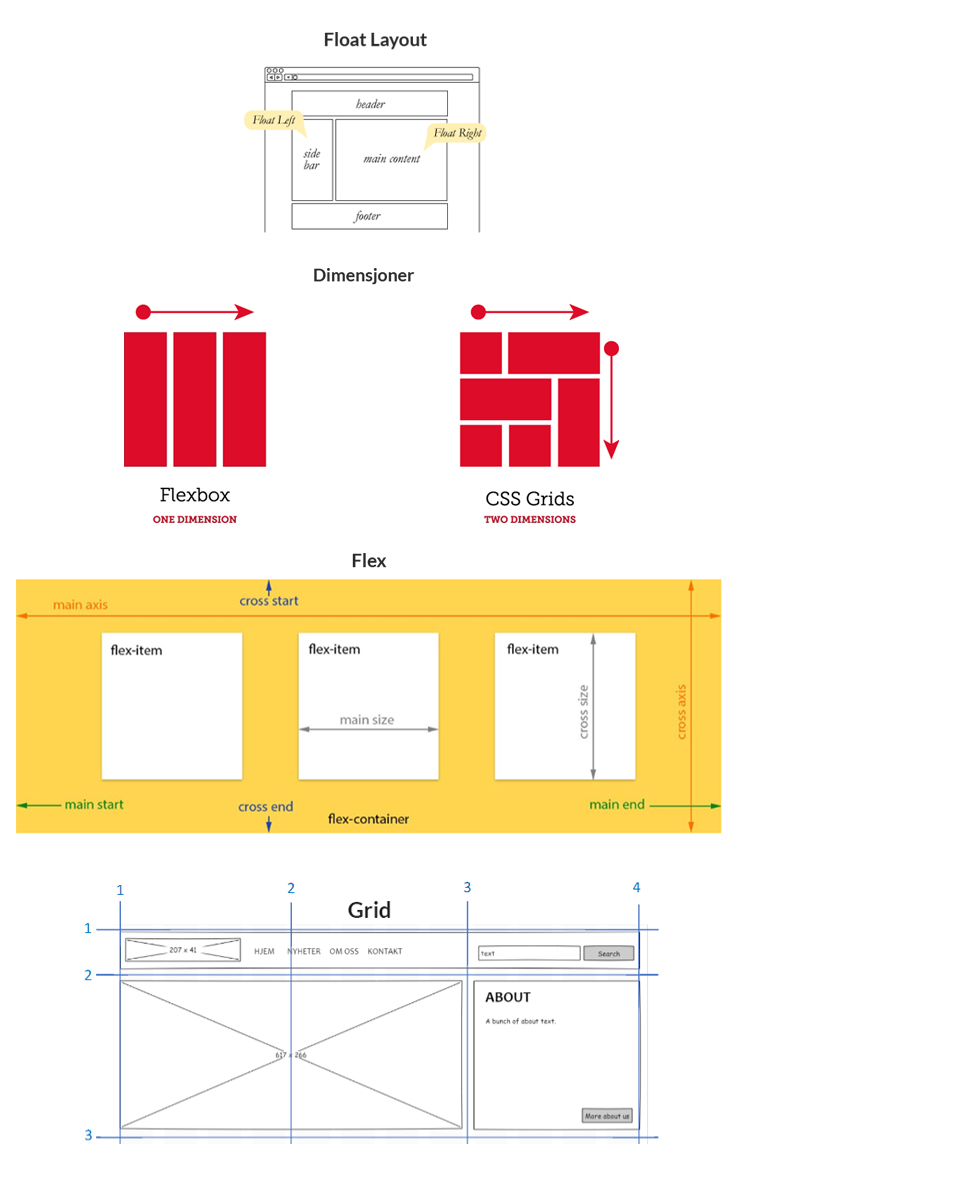 Float Layout
header
Float Left
Float Right
side
bar
main content
footer
Dimensjoner
Flexbox
ONE DIMENSION
CSS Grids
TWO DIMENSIONS
Flex
cross start
main axis
flex-item
flex-item
flex-item
main size
cross size
cross axis
main start
cross end
main end
flex-container
1
2
3
4
Grid
1
207 x 41
HJEM
NYHETER
OM OSS
KONTAKT
text
Search
2
ABOUT
A bunch of about text.
617 x 266
More about us
3